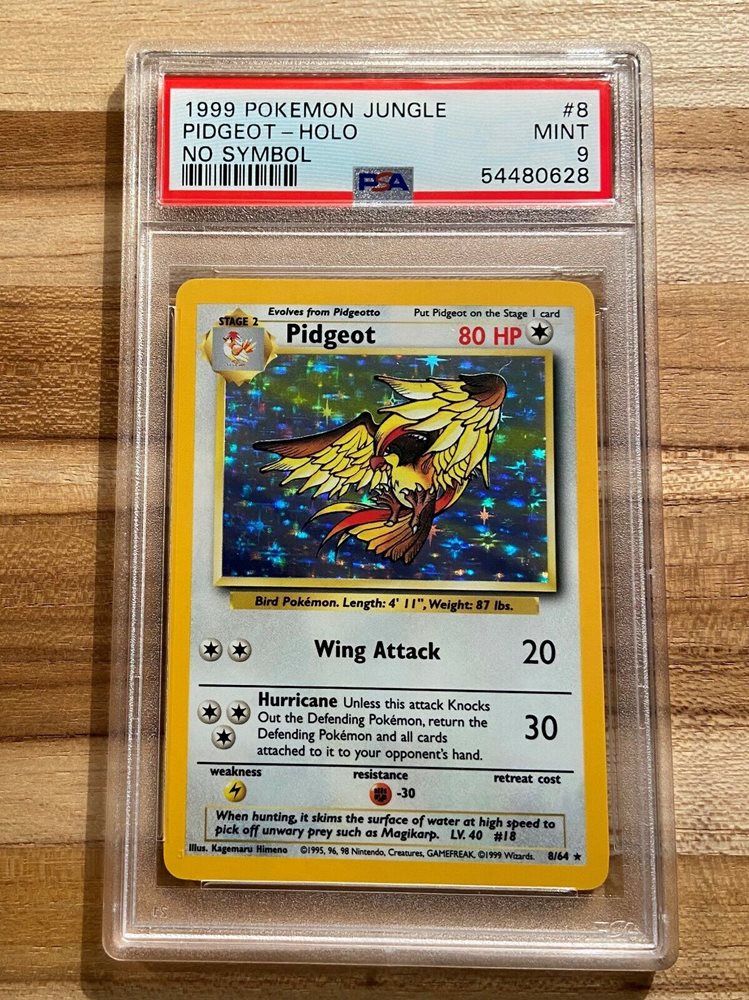 1999 POKEMON JUNGLE #8
PIDGEOT - HOLO MINT
NO SYMBOL 9
PSA 54480628
Evolves from Pidgeotto Put Pidgeot on the Stage 1 card
STAGE 2
Pidgeot 80 HP
Bird Pokémon. Length: 4' 11", Weight: 87 lbs.
Wing Attack 20
Hurricane Unless this attack Knocks
Out the Defending Pokémon, return the
Defending Pokémon and all cards
attached to it to your opponent's hand.
30
weakness resistance retreat cost
-30
When hunting, it skims the surface of water at high speed to
pick off unwary prey such as Magikarp. LV. 40 #18
Illus. Kagemaru Himeno ©1995, 96, 98 Nintendo, Creatures, GAMEFREAK. ©1999 Wizards. 8/64 ★